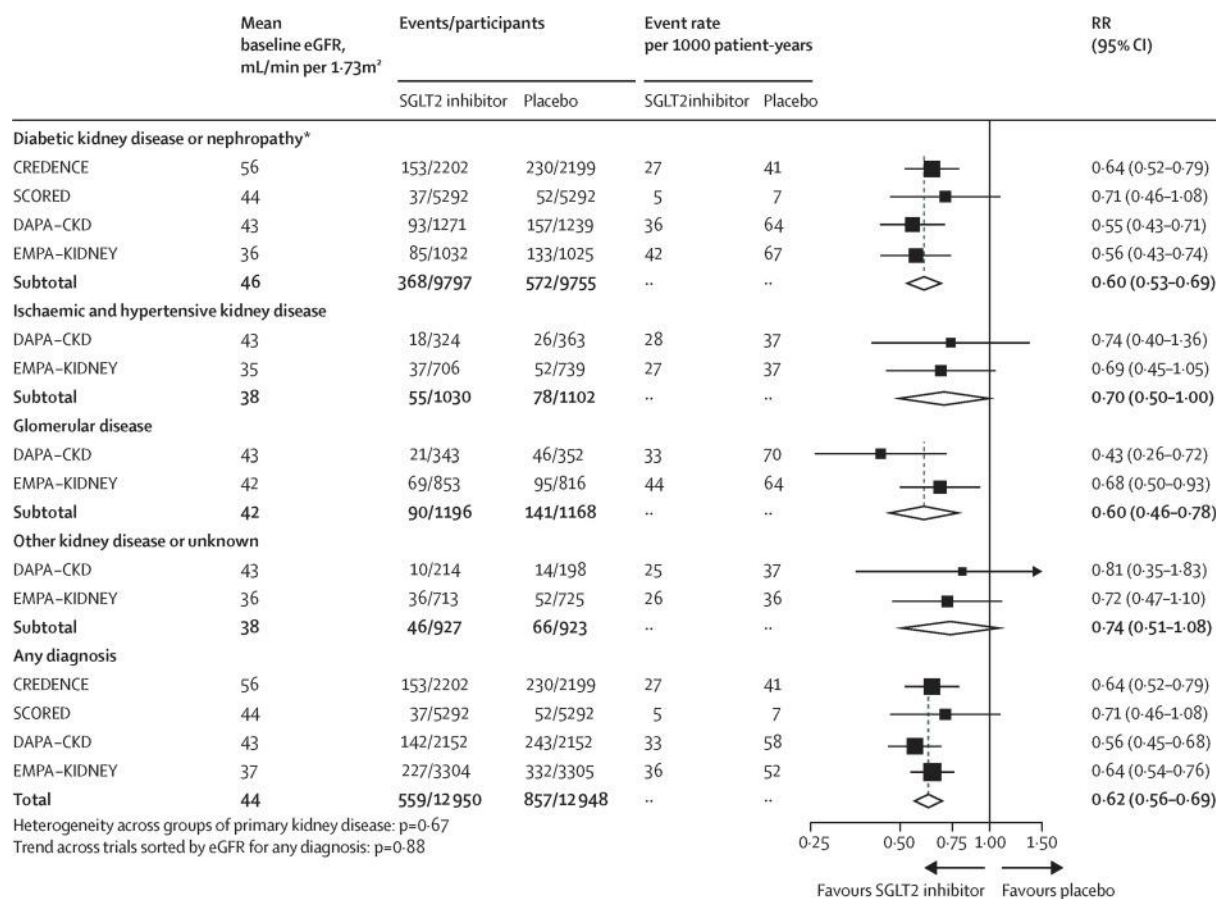 Mean baseline eGFR, mL/min per 1·73m² Events/participants Event rate per 1000 patient-years RR (95% CI)
SGLT2 inhibitor Placebo SGLT2inhibitor Placebo
Diabetic kidney disease or nephropathy*
CREDENCE 56 153/2202 230/2199 27 41 0·64 (0·52–0·79)
SCORED 44 37/5292 52/5292 5 7 0·71 (0·46–1·08)
DAPA-CKD 43 93/1271 157/1239 36 64 0·55 (0·43–0·71)
EMPA-KIDNEY 36 85/1032 133/1025 42 67 0·56 (0·43–0·74)
Subtotal 46 368/9797 572/9755 ·· ·· 0·60 (0·53–0·69)
Ischaemic and hypertensive kidney disease
DAPA-CKD 43 18/324 26/363 28 37 0·74 (0·40–1·36)
EMPA-KIDNEY 35 37/706 52/739 27 37 0·69 (0·45–1·05)
Subtotal 38 55/1030 78/1102 ·· ·· 0·70 (0·50–1·00)
Glomerular disease
DAPA-CKD 43 21/343 46/352 33 70 0·43 (0·26–0·72)
EMPA-KIDNEY 42 69/853 95/816 44 64 0·68 (0·50–0·93)
Subtotal 42 90/1196 141/1168 ·· ·· 0·60 (0·46–0·78)
Other kidney disease or unknown
DAPA-CKD 43 10/214 14/198 25 37 0·81 (0·35–1·83)
EMPA-KIDNEY 36 36/713 52/725 26 36 0·72 (0·47–1·10)
Subtotal 38 46/927 66/923 ·· ·· 0·74 (0·51–1·08)
Any diagnosis
CREDENCE 56 153/2202 230/2199 27 41 0·64 (0·52–0·79)
SCORED 44 37/5292 52/5292 5 7 0·71 (0·46–1·08)
DAPA-CKD 43 142/2152 243/2152 33 58 0·56 (0·45–0·68)
EMPA-KIDNEY 37 227/3304 332/3305 36 52 0·64 (0·54–0·76)
Total 44 559/12 950 857/12 948 ·· ·· 0·62 (0·56–0·69)
Heterogeneity across groups of primary kidney disease: p=0·67
Trend across trials sorted by eGFR for any diagnosis: p=0·88
0·25 0·50 0·75 1·00 1·50
Favours SGLT2 inhibitor Favours placebo